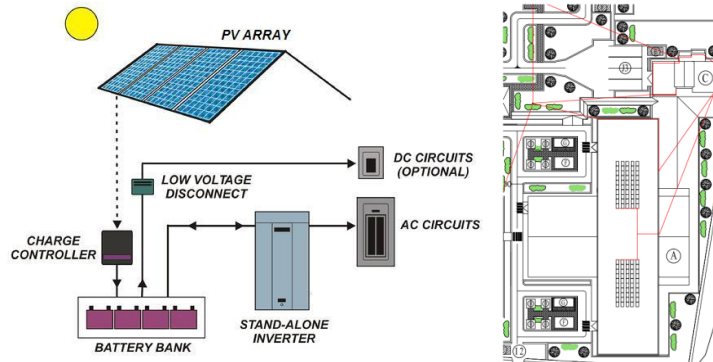 PV ARRAY
DC CIRCUITS
(OPTIONAL)
LOW VOLTAGE
DISCONNECT
AC CIRCUITS
CHARGE
CONTROLLER
STAND-ALONE
INVERTER
BATTERY BANK
C
A
12